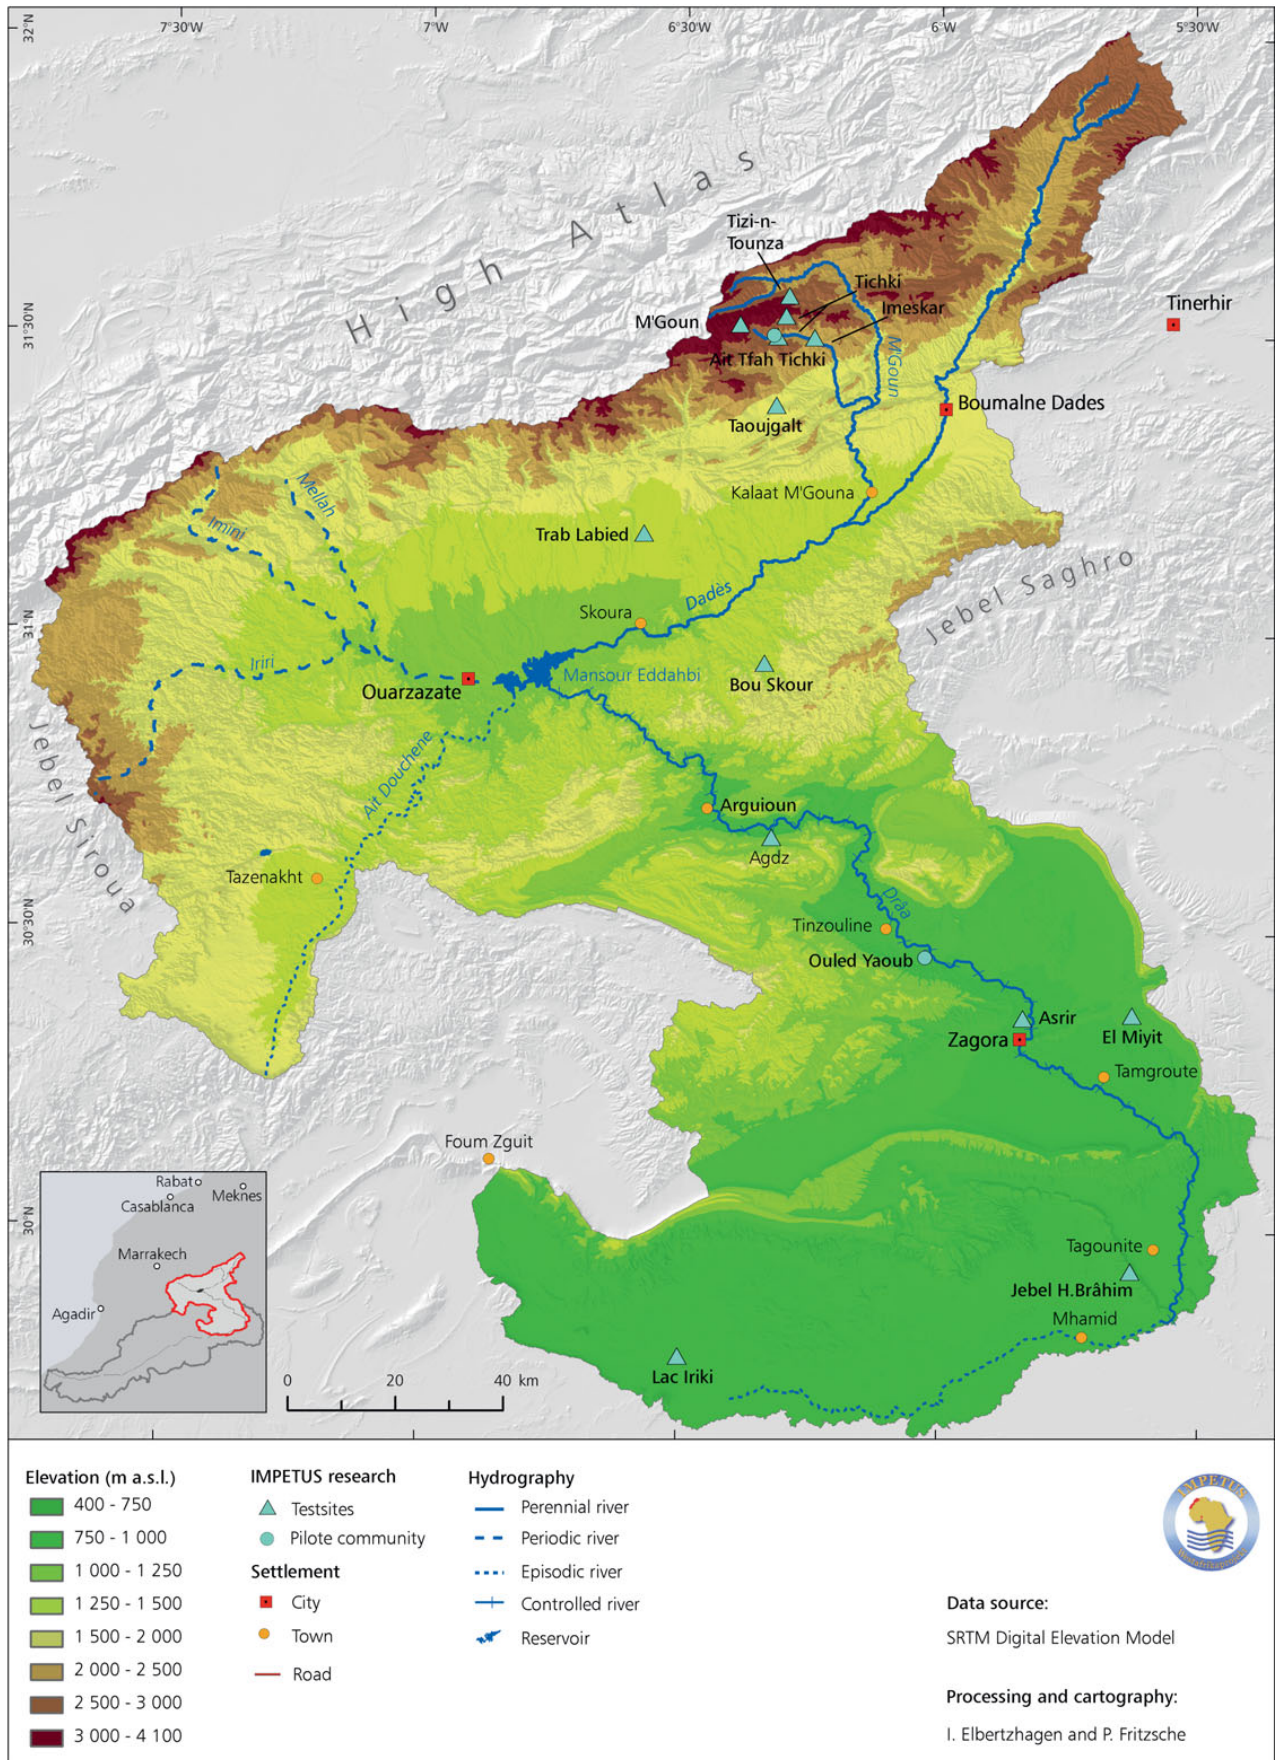 7°30'W
7°W
6°30'W
6°W
5°30'W
32°N
31°30'N
31°N
30°30'N
30°N
High Atlas
Tizi-n-
Tounza
Tichki
Imeskar
M'Goun
Ait Tfah Tichki
M'Goun
Tinerhir
Taoujgalt
Boumalne Dades
Kalaat M'Gouna
Mellah
Imini
Trab Labied
Jebel Saghro
Dadès
Skoura
Iriri
Mansour Eddahbi
Bou Skour
Ouarzazate
Jebel Siroua
Ait Douchene
Arguioun
Agdz
Tazenakht
Drâa
Tinzouline
Ouled Yaoub
Asrir
Zagora
El Miyit
Tamgroute
Foum Zguit
Tagounite
Jebel H.Brâhim
Mhamid
Lac Iriki
Rabat
Casablanca
Meknes
Marrakech
Agadir
0 20 40 km
Elevation (m a.s.l.)
400 - 750
750 - 1 000
1 000 - 1 250
1 250 - 1 500
1 500 - 2 000
2 000 - 2 500
2 500 - 3 000
3 000 - 4 100
IMPETUS research
Testsites
Pilote community
Settlement
City
Town
Road
Hydrography
Perennial river
Periodic river
Episodic river
Controlled river
Reservoir
IMPETUS
Data source:
SRTM Digital Elevation Model
Processing and cartography:
I. Elbertzhagen and P. Fritzsche